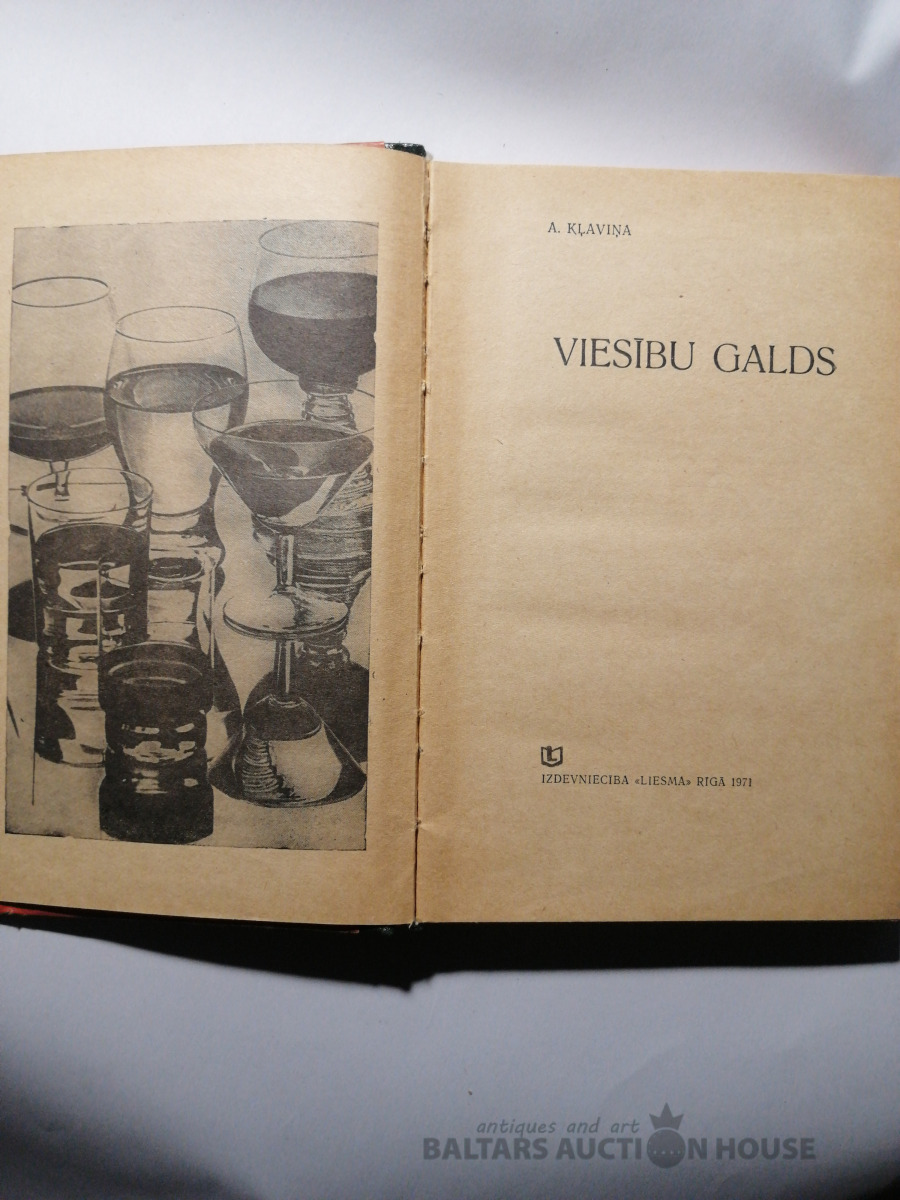 A. KĻAVIŅA
VIESĪBU GALDS
L
IZDEVNIECĪBA «LIESMA» RĪGĀ 1971
antiques and art
BALTARS AUCTION HOUSE